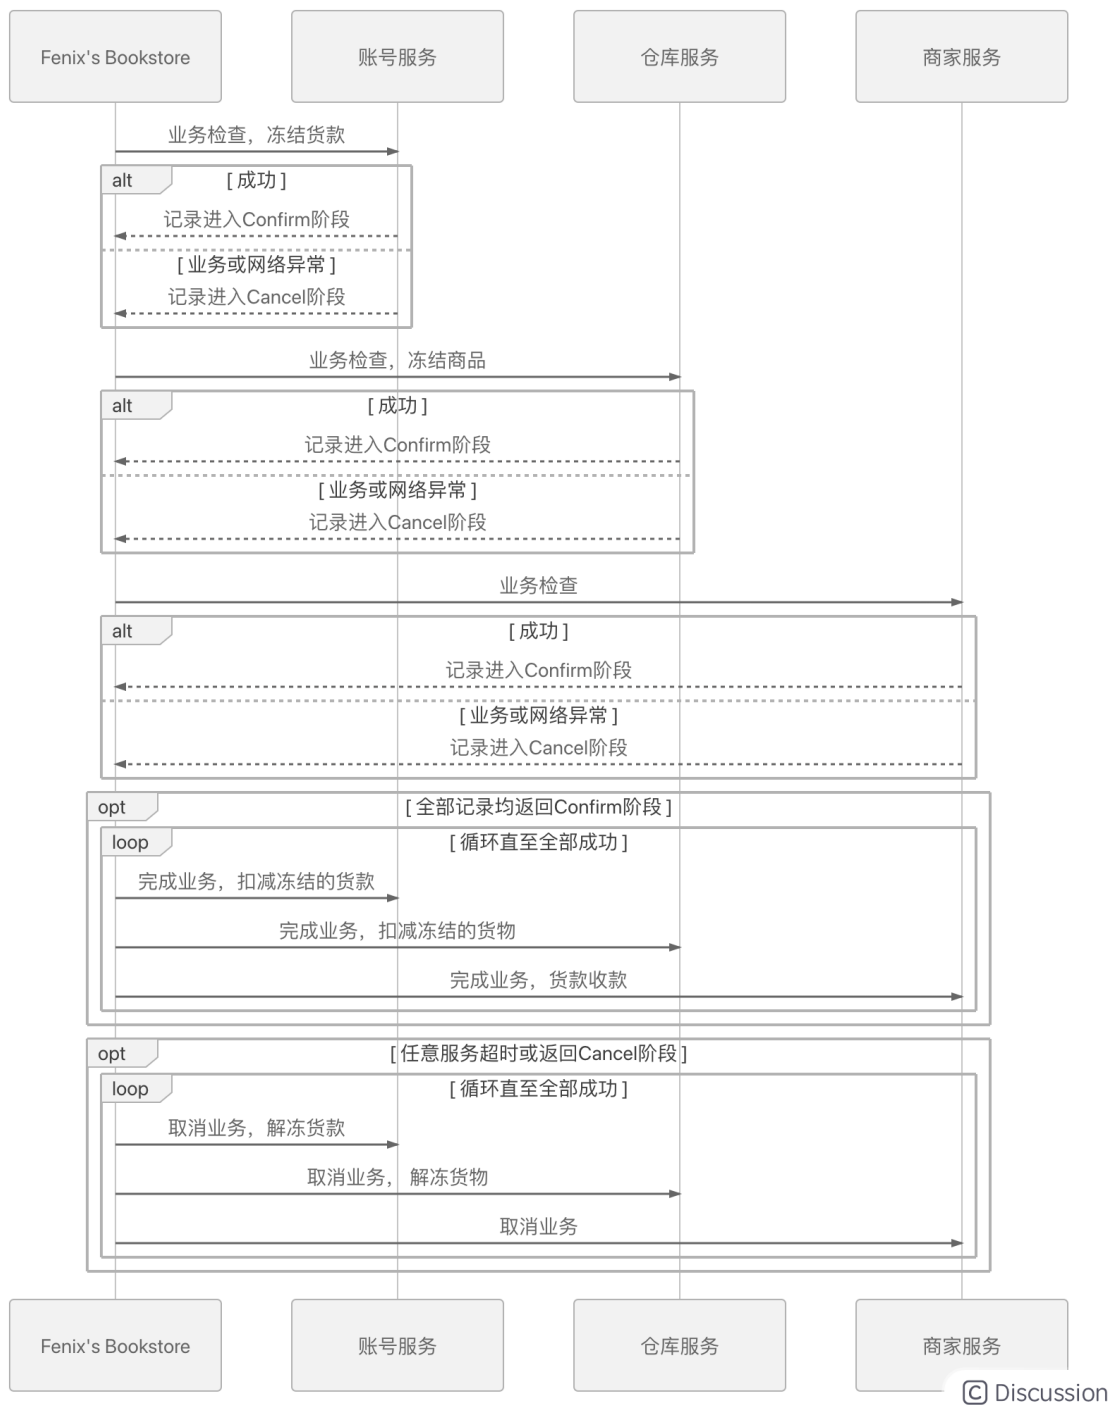 Fenix's Bookstore
账号服务
仓库服务
商家服务
业务检查，冻结货款
alt
[ 成功 ]
记录进入Confirm阶段
[ 业务或网络异常 ]
记录进入Cancel阶段
业务检查，冻结商品
alt
[ 成功 ]
记录进入Confirm阶段
[ 业务或网络异常 ]
记录进入Cancel阶段
业务检查
alt
[ 成功 ]
记录进入Confirm阶段
[ 业务或网络异常 ]
记录进入Cancel阶段
opt
[ 全部记录均返回Confirm阶段 ]
loop
[ 循环直至全部成功 ]
完成业务，扣减冻结的货款
完成业务，扣减冻结的货物
完成业务，货款收款
opt
[ 任意服务超时或返回Cancel阶段 ]
loop
[ 循环直至全部成功 ]
取消业务，解冻货款
取消业务， 解冻货物
取消业务
Fenix's Bookstore
账号服务
仓库服务
商家服务
C Discussion